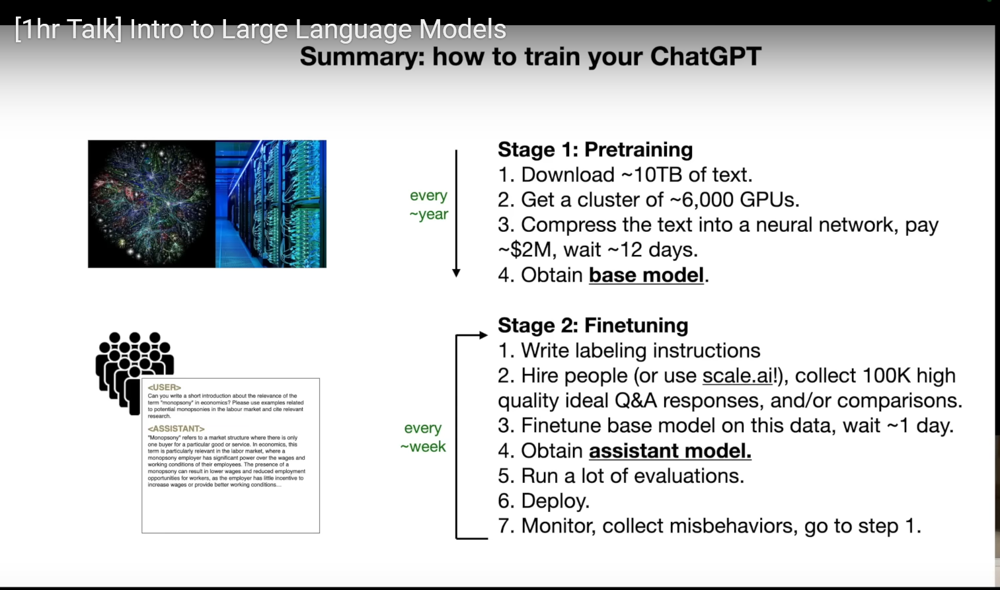 [1hr Talk] Intro to Large Language Models
Summary: how to train your ChatGPT
every
~year
Stage 1: Pretraining
1. Download ~10TB of text.
2. Get a cluster of ~6,000 GPUs.
3. Compress the text into a neural network, pay
~$2M, wait ~12 days.
4. Obtain base model.
<USER>
Can you write a short introduction about the relevance of the
term "monopsony" in economics? Please use examples related
to potential monopsonies in the labour market and cite relevant
research.
<ASSISTANT>
"Monopsony" refers to a market structure where there is only
one buyer for a particular good or service. In economics, this
term is particularly relevant in the labor market, where a
monopsony employer has significant power over the wages and
working conditions of their employees. The presence of a
monopsony can result in lower wages and reduced employment
opportunities for workers, as the employer has little incentive to
increase wages or provide better working conditions...
every
~week
Stage 2: Finetuning
1. Write labeling instructions
2. Hire people (or use scale.ai!), collect 100K high
quality ideal Q&A responses, and/or comparisons.
3. Finetune base model on this data, wait ~1 day.
4. Obtain assistant model.
5. Run a lot of evaluations.
6. Deploy.
7. Monitor, collect misbehaviors, go to step 1.